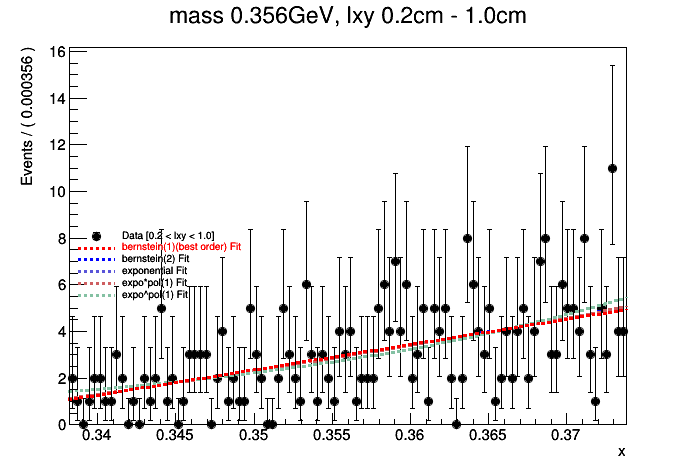 mass 0.356GeV, lxy 0.2cm - 1.0cm
Events / ( 0.000356 )
16
14
12
10
8
6
4
2
0
Data [0.2 < lxy < 1.0]
bernstein(1)(best order) Fit
bernstein(2) Fit
exponential Fit
expo*pol(1) Fit
expo^pol(1) Fit
0.34 0.345 0.35 0.355 0.36 0.365 0.37
x